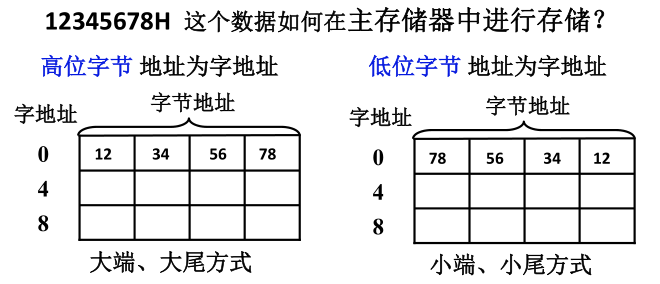 12345678H 这个数据如何在主存储器中进行存储?
高位字节 地址为字地址
字节地址
字地址
0 12 34 56 78
4
8
大端、大尾方式
低位字节 地址为字地址
字节地址
字地址
0 78 56 34 12
4
8
小端、小尾方式